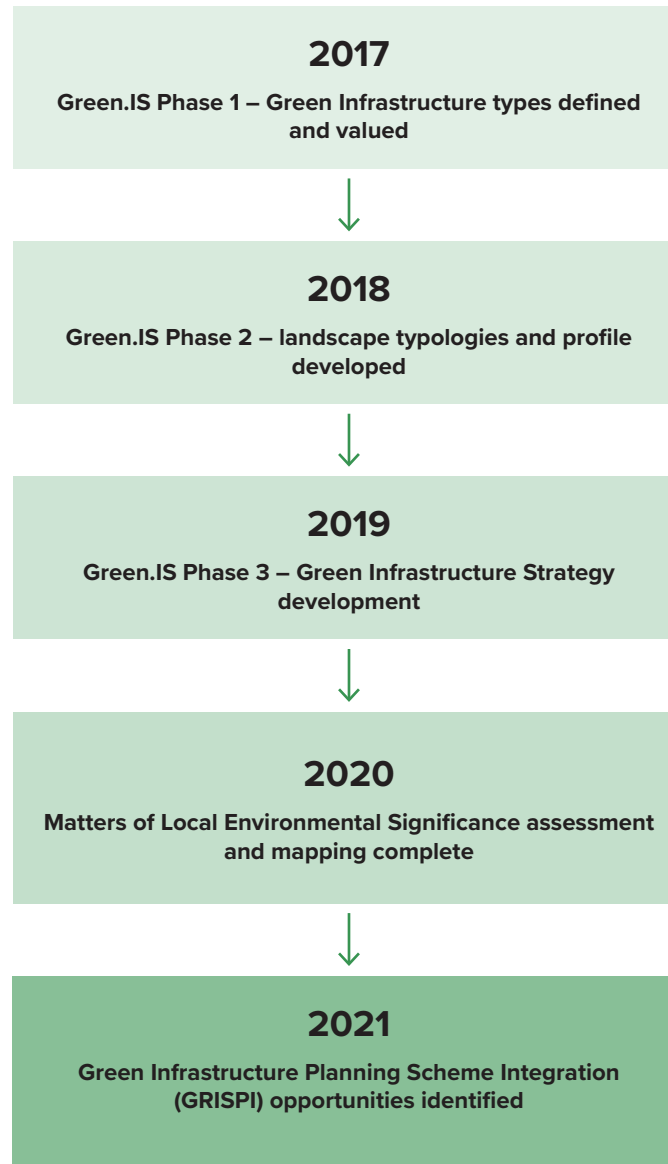 2017
Green.IS Phase 1 – Green Infrastructure types defined
and valued
2018
Green.IS Phase 2 – landscape typologies and profile
developed
2019
Green.IS Phase 3 – Green Infrastructure Strategy
development
2020
Matters of Local Environmental Significance assessment
and mapping complete
2021
Green Infrastructure Planning Scheme Integration
(GRISPI) opportunities identified